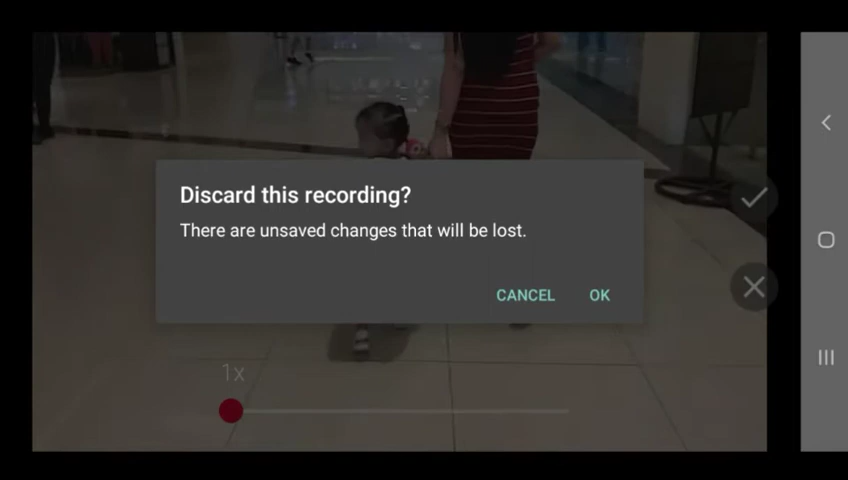 Discard this recording?
There are unsaved changes that will be lost.
CANCEL OK
1x